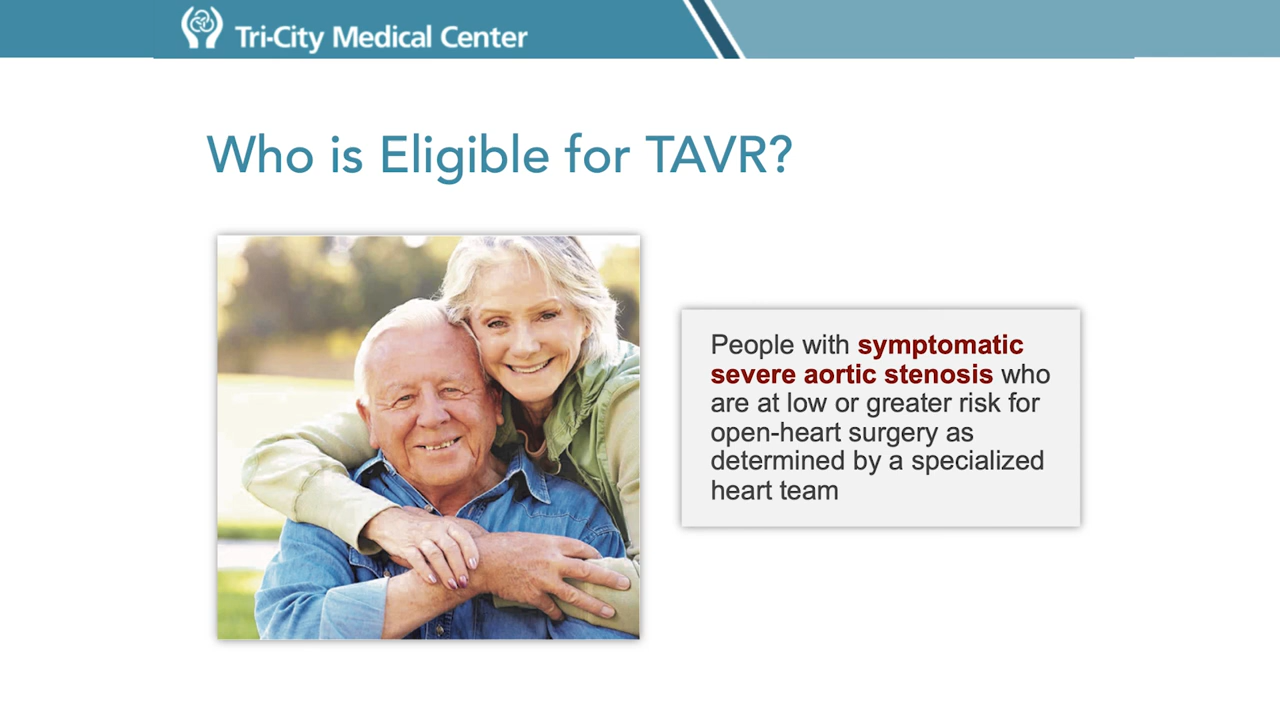 Tri-City Medical Center
Who is Eligible for TAVR?
People with symptomatic
severe aortic stenosis who
are at low or greater risk for
open-heart surgery as
determined by a specialized
heart team